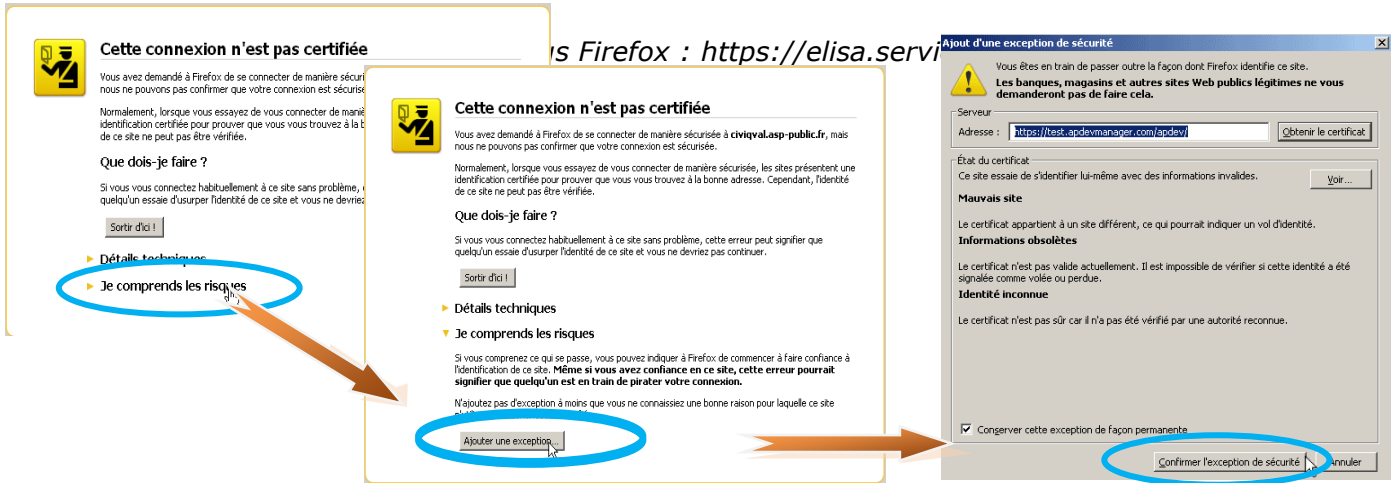 us Firefox : https://elisa.servi
Cette connexion n'est pas certifiée
Vous avez demandé à Firefox de se connecter de manière sécuri
nous ne pouvons pas confirmer que votre connexion est sécurise
Normalement, lorsque vous essayez de vous connecter de maniè
identification certifiée pour prouver que vous vous trouvez à la b
de ce site ne peut pas être vérifiée.
Que dois-je faire ?
Si vous vous connectez habituellement à ce site sans problème,
quelqu'un essaie d'usurper l'identité de ce site et vous ne devriez
Sortir d'ici !
Détails techniques
Je comprends les risques
Cette connexion n'est pas certifiée
Vous avez demandé à Firefox de se connecter de manière sécurisée à civiqval.asp-public.fr, mais
nous ne pouvons pas confirmer que votre connexion est sécurisée.
Normalement, lorsque vous essayez de vous connecter de manière sécurisée, les sites présentent une
identification certifiée pour prouver que vous vous trouvez à la bonne adresse. Cependant, l'identité
de ce site ne peut pas être vérifiée.
Que dois-je faire ?
Si vous vous connectez habituellement à ce site sans problème, cette erreur peut signifier que
quelqu'un essaie d'usurper l'identité de ce site et vous ne devriez pas continuer.
Sortir d'ici !
Détails techniques
Je comprends les risques
Si vous comprenez ce qui se passe, vous pouvez indiquer à Firefox de commencer à faire confiance à
l'identification de ce site. Même si vous avez confiance en ce site, cette erreur pourrait
signifier que quelqu'un est en train de pirater votre connexion.
N'ajoutez pas d'exception à moins que vous ne connaissiez une bonne raison pour laquelle ce site
Ajouter une exception...
Ajout d'une exception de sécurité
Vous êtes en train de passer outre la façon dont Firefox identifie ce site.
Les banques, magasins et autres sites Web publics légitimes ne vous
demanderont pas de faire cela.
Serveur
Adresse : https://test.apdevmanager.com/apdev/ Obtenir le certificat
État du certificat
Ce site essaie de s'identifier lui-même avec des informations invalides. Voir...
Mauvais site
Le certificat appartient à un site différent, ce qui pourrait indiquer un vol d'identité.
Informations obsolètes
Le certificat n'est pas valide actuellement. Il est impossible de vérifier si cette identité a été
signalée comme volée ou perdue.
Identité inconnue
Le certificat n'est pas sûr car il n'a pas été vérifié par une autorité reconnue.
Conserver cette exception de façon permanente
Confirmer l'exception de sécurité Annuler